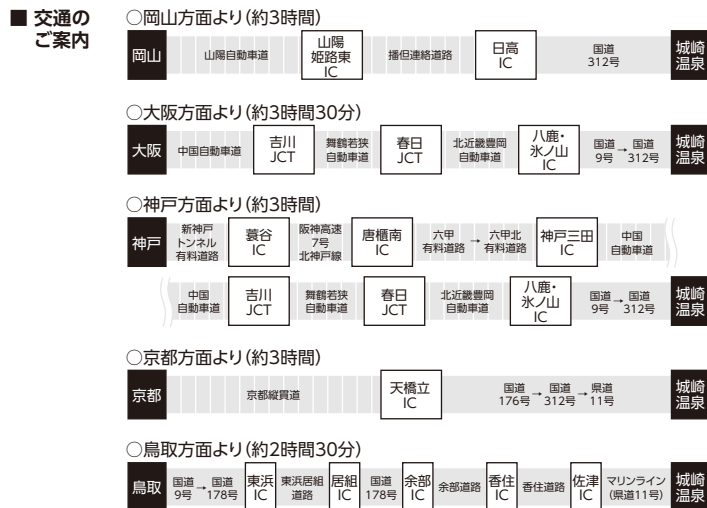 ■ 交通の
ご案内
○岡山方面より(約3時間)
岡山
山陽自動車道
山陽
姫路東
IC
播但連絡道路
日高
IC
国道
312号
城崎
温泉
○大阪方面より(約3時間30分)
大阪
中国自動車道
吉川
JCT
舞鶴若狭
自動車道
春日
JCT
北近畿豊岡
自動車道
八鹿・
氷ノ山
IC
国道
9号
→
国道
312号
城崎
温泉
○神戸方面より(約3時間)
神戸
新神戸
トンネル
有料道路
蓑谷
IC
阪神高速
7号
北神戸線
唐櫃南
IC
六甲
有料道路
→
六甲北
有料道路
神戸三田
IC
中国
自動車道
中国
自動車道
吉川
JCT
舞鶴若狭
自動車道
春日
JCT
北近畿豊岡
自動車道
八鹿・
氷ノ山
IC
国道
9号
→
国道
312号
城崎
温泉
○京都方面より(約3時間)
京都
京都縦貫道
天橋立
IC
国道
176号
→
国道
312号
→
県道
11号
城崎
温泉
○鳥取方面より(約2時間30分)
鳥取
国道
9号
→
国道
178号
東浜
IC
東浜居組
道路
居組
IC
国道
178号
余部
IC
余部道路
香住
IC
香住道路
佐津
IC
マリンライン
(県道11号)
城崎
温泉